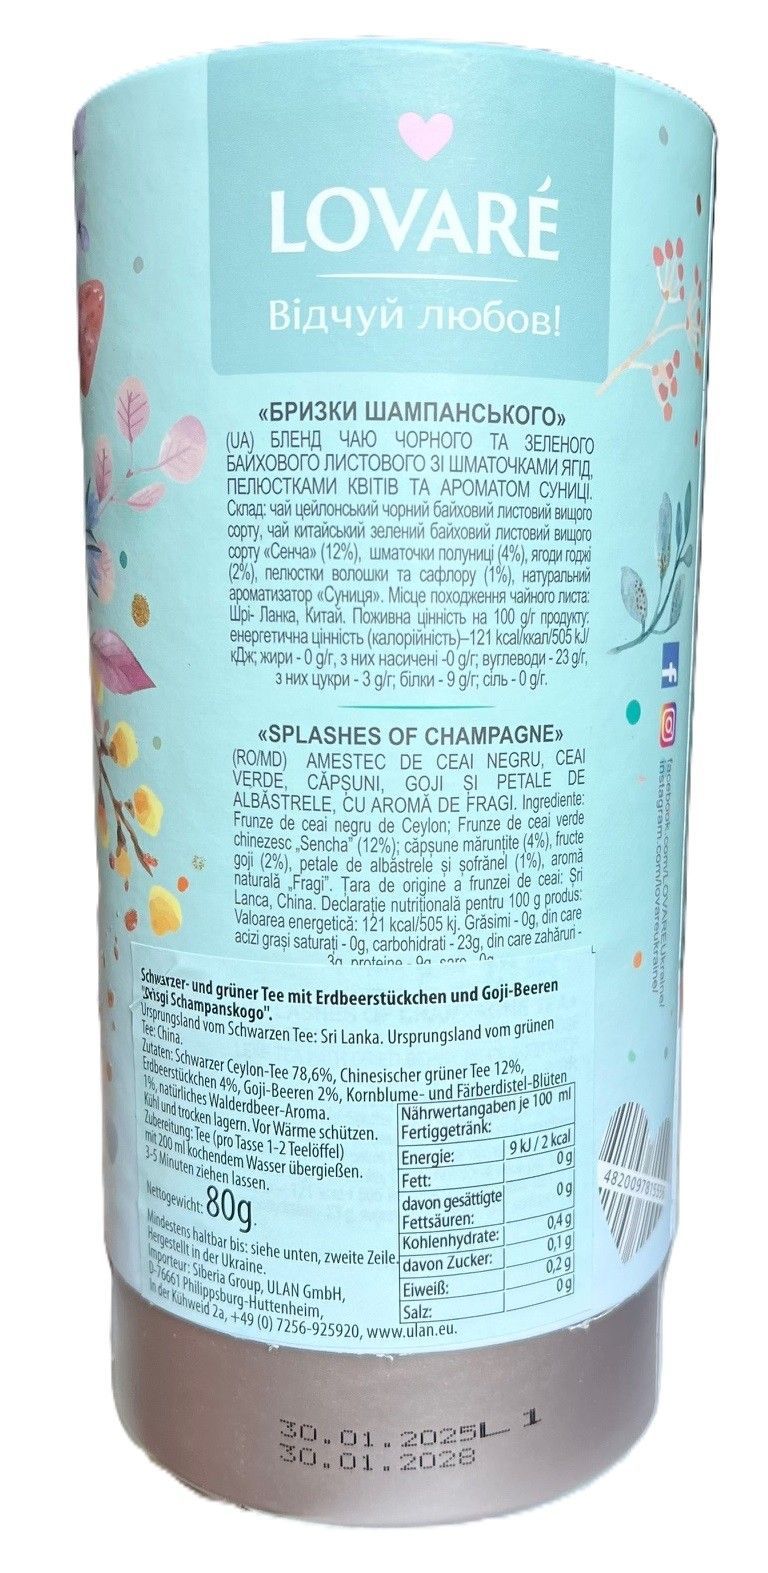 LOVARÉ
Відчуй любов!
«БРИЗКИ ШАМПАНСЬКОГО»
(UA) БЛЕНД ЧАЮ ЧОРНОГО ТА ЗЕЛЕНОГО
БАЙХОВОГО ЛИСТОВОГО ЗІ ШМАТОЧКАМИ ЯГІД,
ПЕЛЮСТКАМИ КВІТІВ ТА АРОМАТОМ СУНИЦІ.
Склад: чай цейлонський чорний байховий листовий вищого
сорту, чай китайський зелений байховий листовий вищого
сорту «Сенча» (12%), шматочки полуниці (4%), ягоди годжі
(2%), пелюстки волошки та сафлору (1%), натуральний
ароматизатор «Суниця». Місце походження чайного листа:
Шрі- Ланка, Китай. Поживна цінність на 100 g/г продукту:
енергетична цінність (калорійність)–121 kcal/ккал/505 kJ/
кДж; жири - 0 g/г, з них насичені -0 g/г; вуглеводи - 23 g/г,
з них цукри - 3 g/г; білки - 9 g/г; сіль - 0 g/г.
«SPLASHES OF CHAMPAGNE»
(RO/MD) AMESTEC DE CEAI NEGRU, CEAI
VERDE, CĂPȘUNI, GOJI ȘI PETALE DE
ALBĂSTRELE, CU AROMĂ DE FRAGI. Ingrediente:
Frunze de ceai negru de Ceylon; Frunze de ceai verde
chinezesc „Sencha” (12%); căpșune mărunțite (4%), fructe
goji (2%), petale de albăstrele și șofrănel (1%), aromă
naturală „Fragi”. Țara de origine a frunzei de ceai: Sri
Lanca, China. Declarație nutrițională pentru 100 g produs:
Valoarea energetică: 121 kcal/505 kj. Grăsimi - 0g, din care
acizi grași saturați - 0g, carbohidrati - 23g, din care zahăruri -
3g, proteine - 9g, sare - 0g
facebook.com/LOVAREUkraine/
instagram.com/lovareukraine/
Schwarzer- und grüner Tee mit Erdbeerstückchen und Goji-Beeren
"Brisgi Schampanskogo".
Ursprungsland vom Schwarzen Tee: Sri Lanka. Ursprungsland vom grünen
Tee: China.
Zutaten: Schwarzer Ceylon-Tee 78,6%, Chinesischer grüner Tee 12%,
Erdbeerstückchen 4%, Goji-Beeren 2%, Kornblume- und Färberdistel-Blüten
1%, natürliches Walderdbeer-Aroma.
Kühl und trocken lagern. Vor Wärme schützen.
Zubereitung: Tee (pro Tasse 1-2 Teelöffel)
mit 200 ml kochendem Wasser übergießen.
3-5 Minuten ziehen lassen.
Nettogewicht: 80g.
Mindestens haltbar bis: siehe unten, zweite Zeile.
Hergestellt in der Ukraine.
Importeur: Siberia Group, ULAN GmbH,
D-76661 Philippsburg-Huttenheim,
In der Kühweid 2a, +49 (0) 7256-925920, www.ulan.eu.
Nährwertangaben je 100 ml
Fertiggetränk:
Energie: 9 kJ / 2 kcal
Fett: 0 g
davon gesättigte
Fettsäuren: 0 g
Kohlenhydrate: 0,4 g
davon Zucker: 0,1 g
Eiweiß: 0,2 g
Salz: 0 g
30.01.2025L 1
30.01.2028